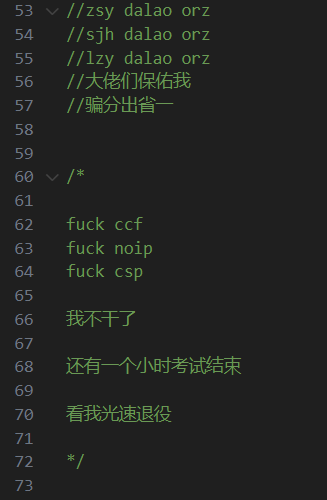 53 //zsy dalao orz
54 //sjh dalao orz
55 //lzy dalao orz
56 //大佬们保佑我
57 //骗分出省一
58
59
60 /*
61
62 fuck ccf
63 fuck noip
64 fuck csp
65
66 我不干了
67
68 还有一个小时考试结束
69
70 看我光速退役
71
72 */
73